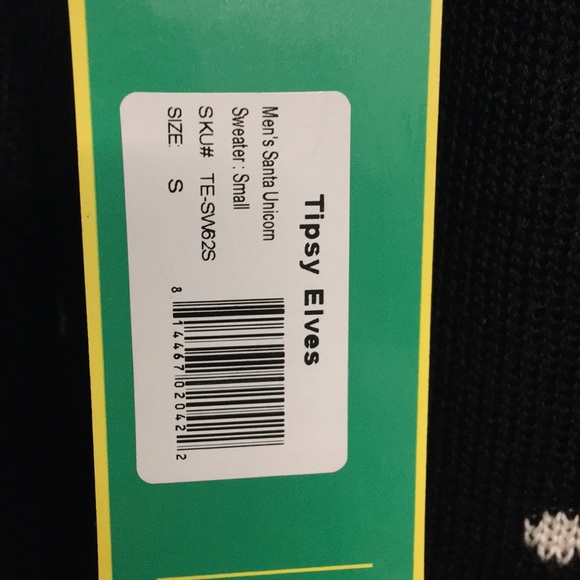 Tipsy Elves
Men's Santa Unicorn
Sweater : Small
SKU# TE-SW62S
SIZE: S
8 14467 02042 2